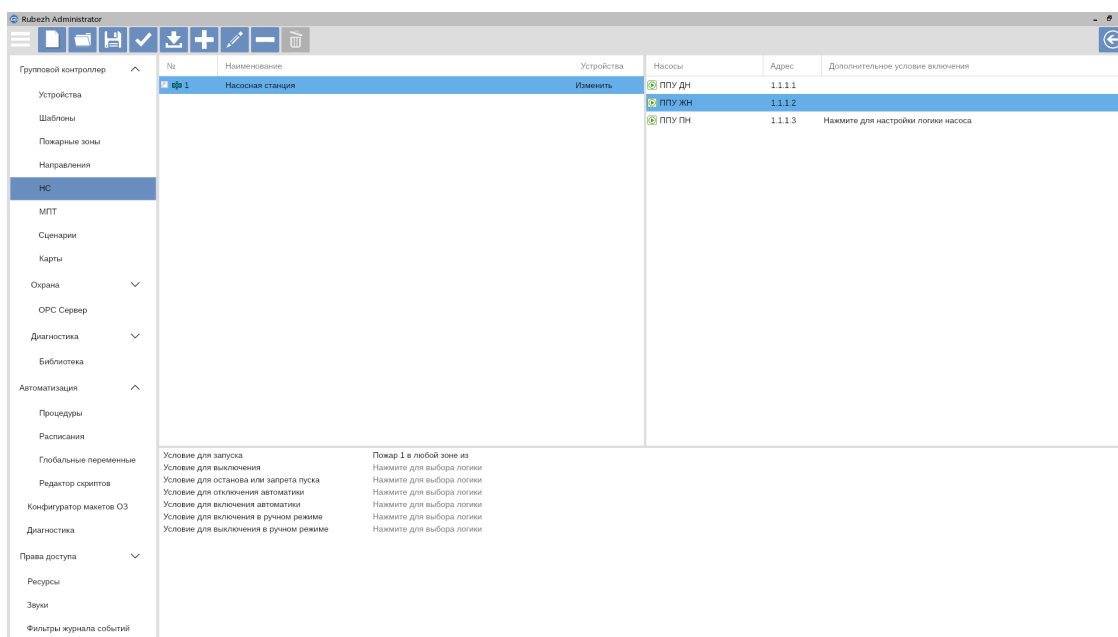 Rubezh Administrator
Групповой контроллер
Устройства
Шаблоны
Пожарные зоны
Направления
НС
МПТ
Сценарии
Карты
Охрана
OPC Сервер
Диагностика
Библиотека
Автоматизация
Процедуры
Расписания
Глобальные переменные
Редактор скриптов
Конфигуратор макетов ОЗ
Диагностика
Права доступа
Ресурсы
Звуки
Фильтры журнала событий
№ Наименование Устройства
1 Насосная станция Изменить
Насосы Адрес Дополнительное условие включения
ППУ ДН 1.1.1.1
ППУ ЖН 1.1.1.2
ППУ ПН 1.1.1.3 Нажмите для настройки логики насоса
Условие для запуска Пожар 1 в любой зоне из
Условие для выключения Нажмите для выбора логики
Условие для останова или запрета пуска Нажмите для выбора логики
Условие для отключения автоматики Нажмите для выбора логики
Условие для включения автоматики Нажмите для выбора логики
Условие для включения в ручном режиме Нажмите для выбора логики
Условие для выключения в ручном режиме Нажмите для выбора логики